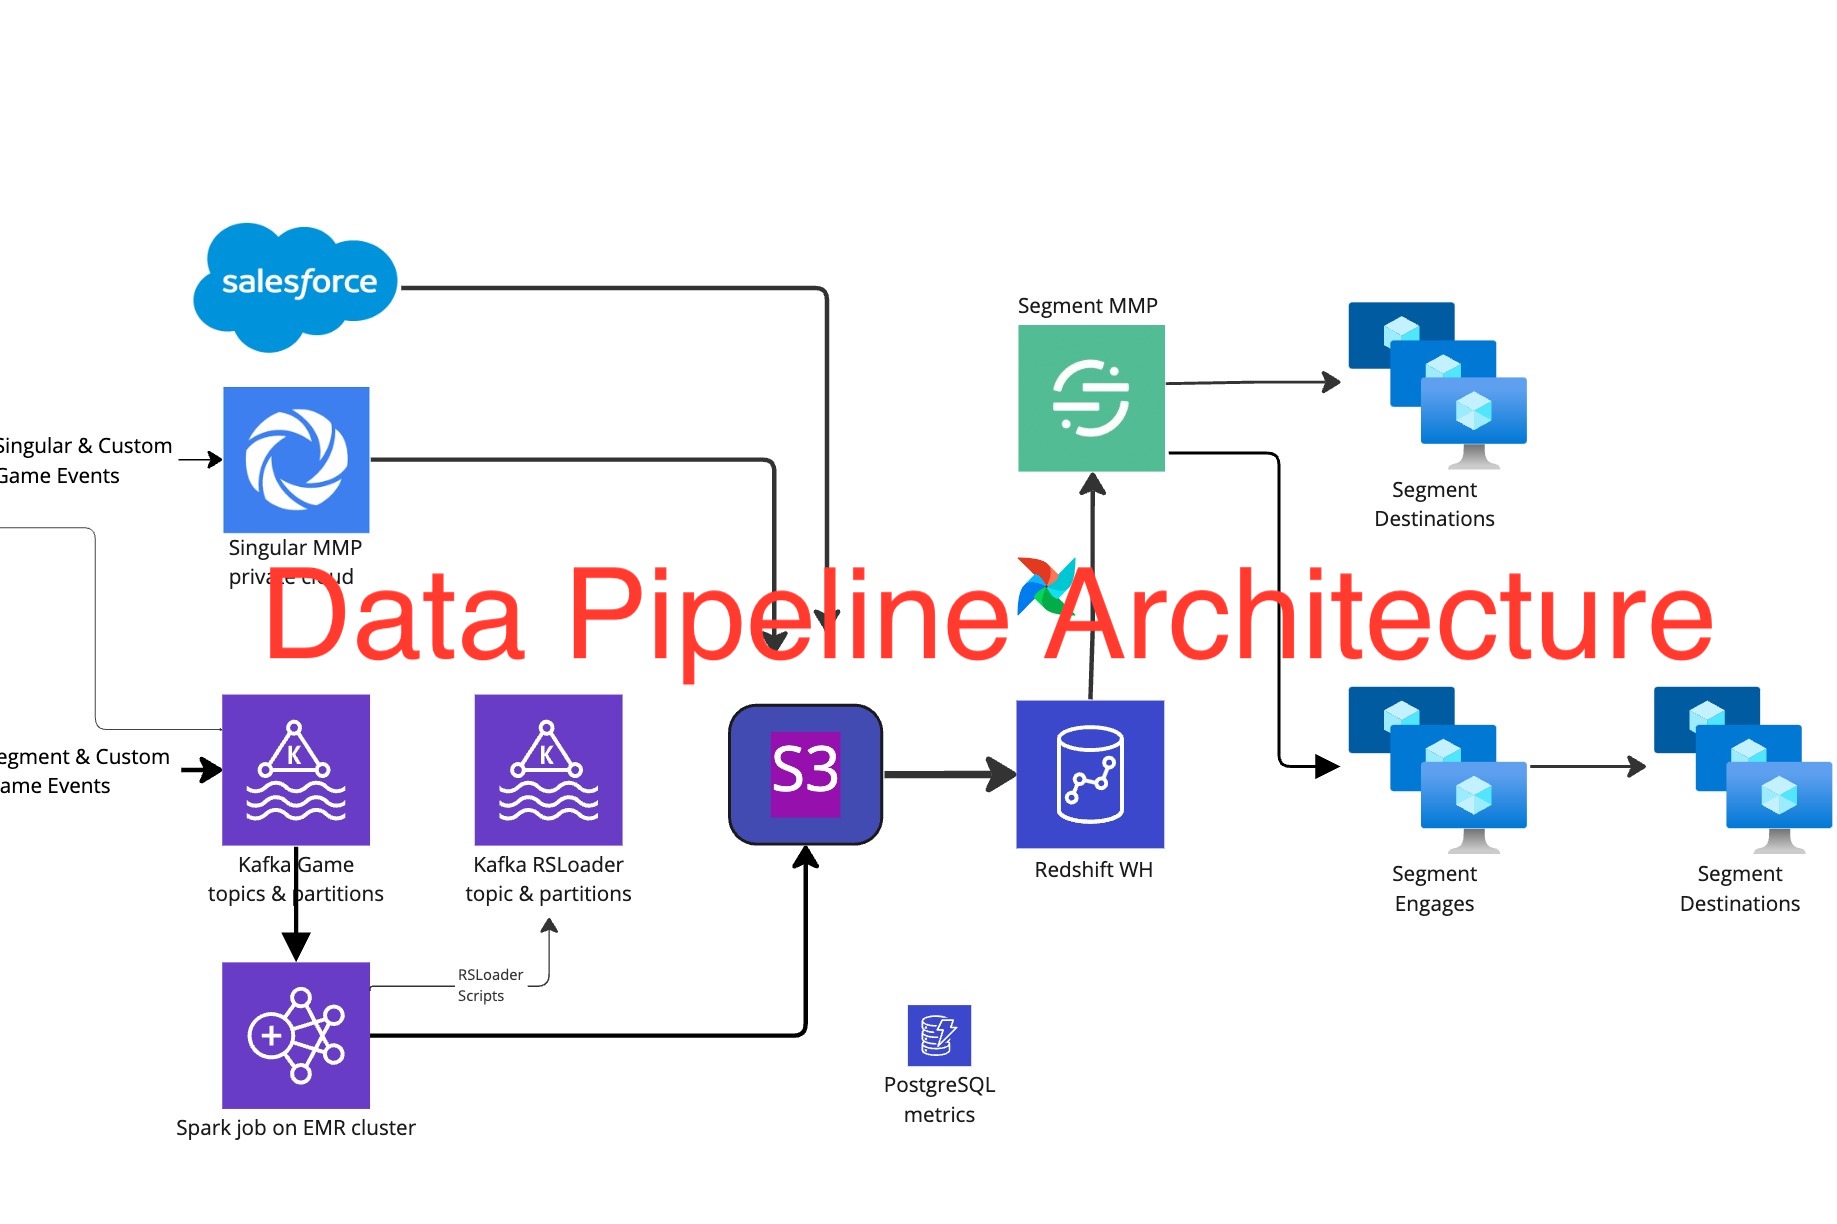 salesforce
Segment MMP
Singular & Custom
Game Events
Segment
Destinations
Singular MMP
private cloud
Data Pipeline Architecture
egment & Custom
ame Events
K
K
S3
Kafka Game
topics & partitions
Kafka RSLoader
topic & partitions
Redshift WH
Segment
Engages
Segment
Destinations
RSLoader
Scripts
PostgreSQL
metrics
Spark job on EMR cluster